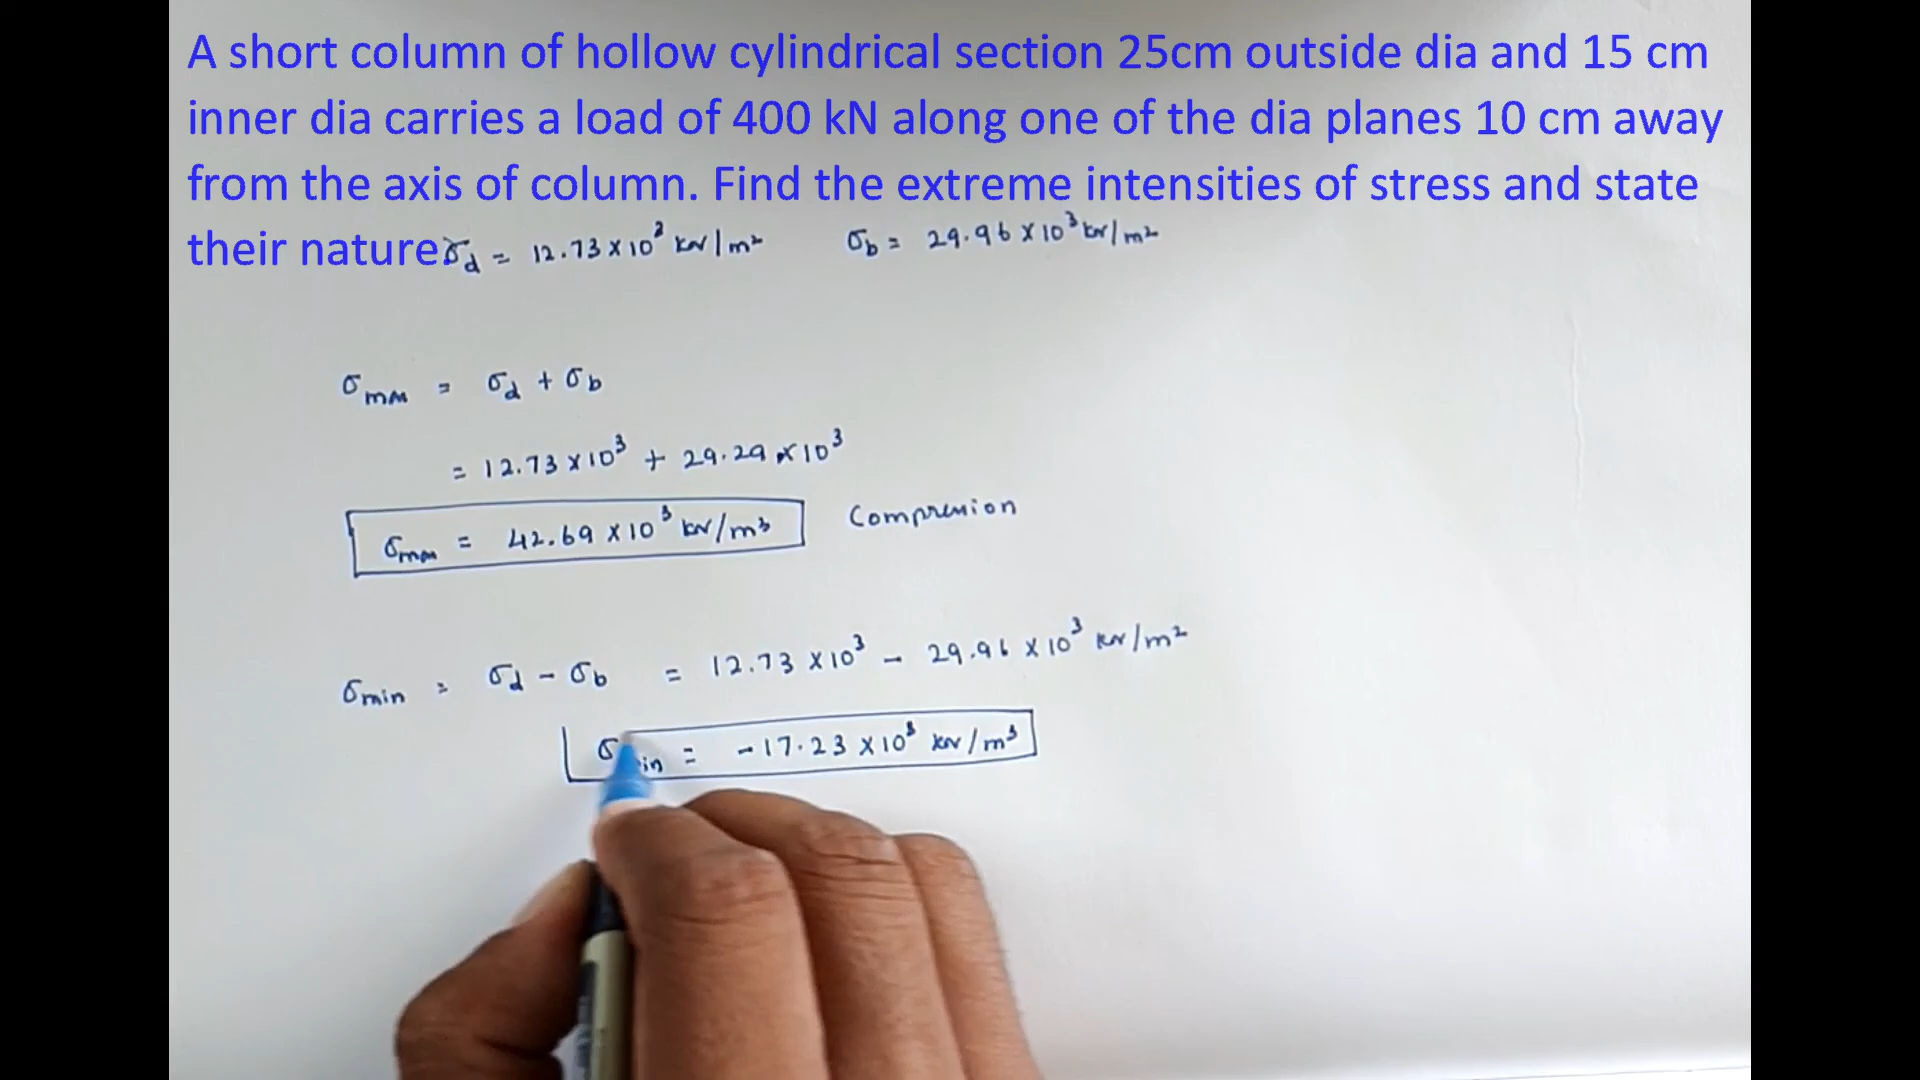 A short column of hollow cylindrical section 25cm outside dia and 15 cm
inner dia carries a load of 400 kN along one of the dia planes 10 cm away
from the axis of column. Find the extreme intensities of stress and state
their nature. σd = 12.73 × 10³ kN/m² σb = 29.96 × 10³ kN/m²
σmax = σd + σb
= 12.73 × 10³ + 29.29 × 10³
σmax = 42.69 × 10³ kN/m³ Compression
σmin = σd - σb = 12.73 × 10³ - 29.96 × 10³ kN/m²
σmin = -17.23 × 10³ kN/m³